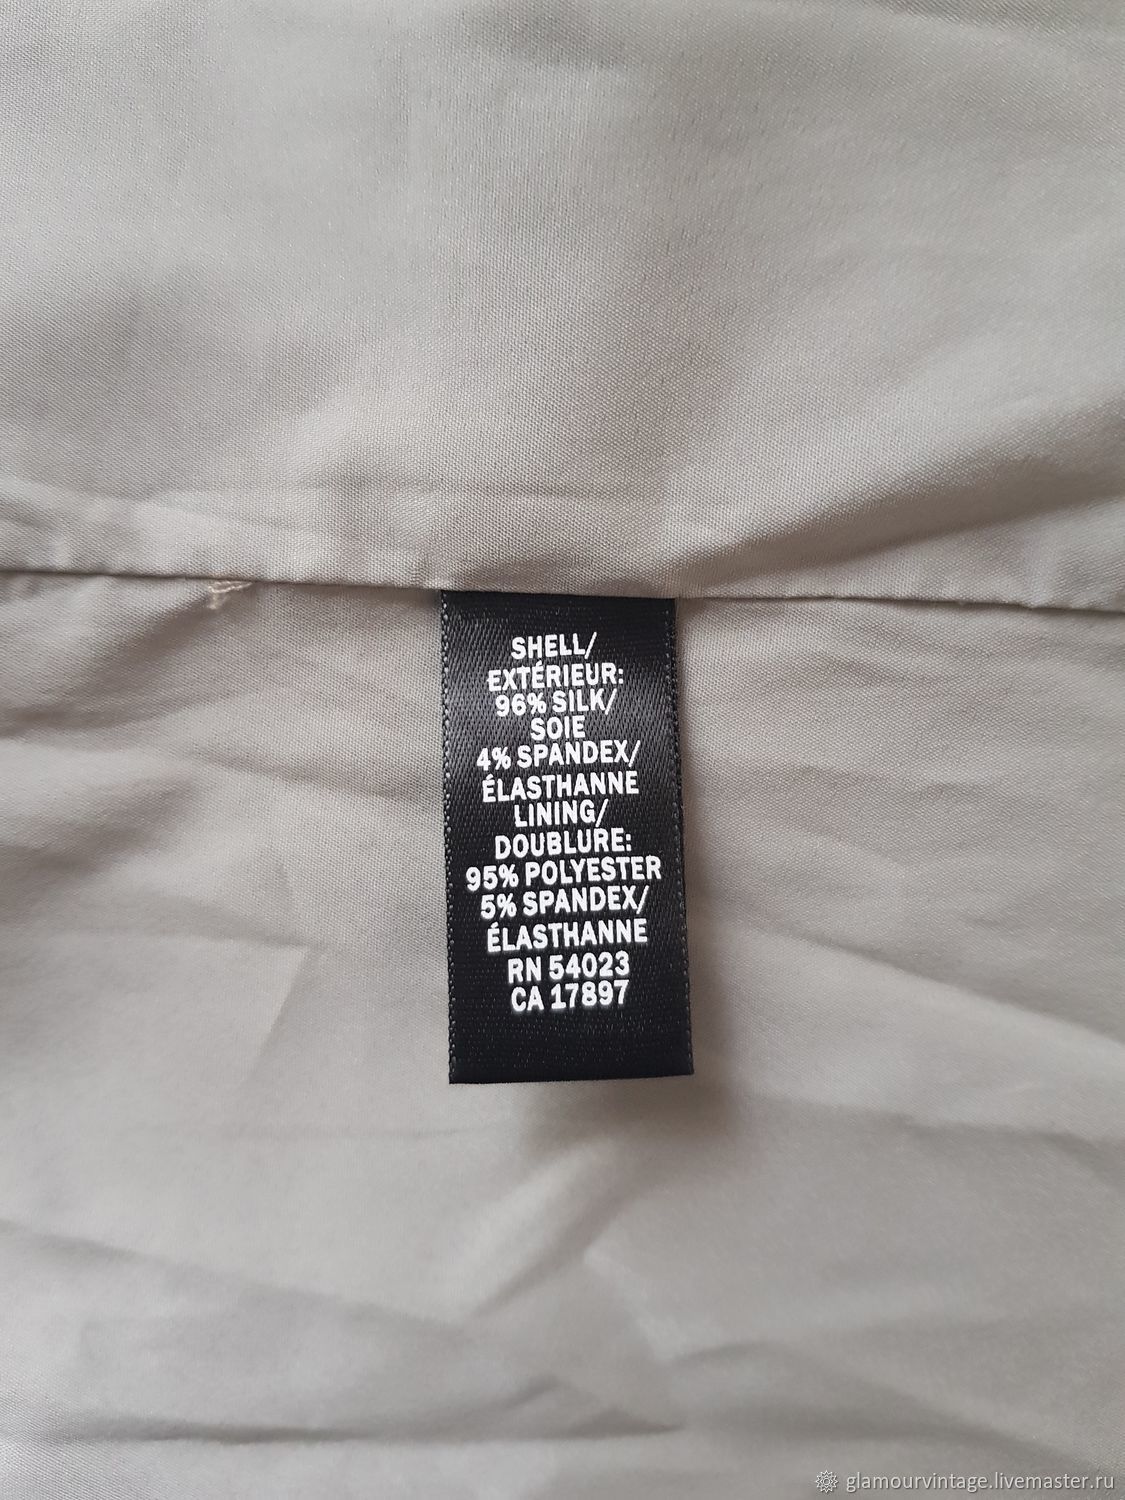 SHELL/
EXTÉRIEUR:
96% SILK/
SOIE
4% SPANDEX/
ÉLASTHANNE
LINING/
DOUBLURE:
95% POLYESTER
5% SPANDEX/
ÉLASTHANNE
RN 54023
CA 17897
glamourvintage.livemaster.ru